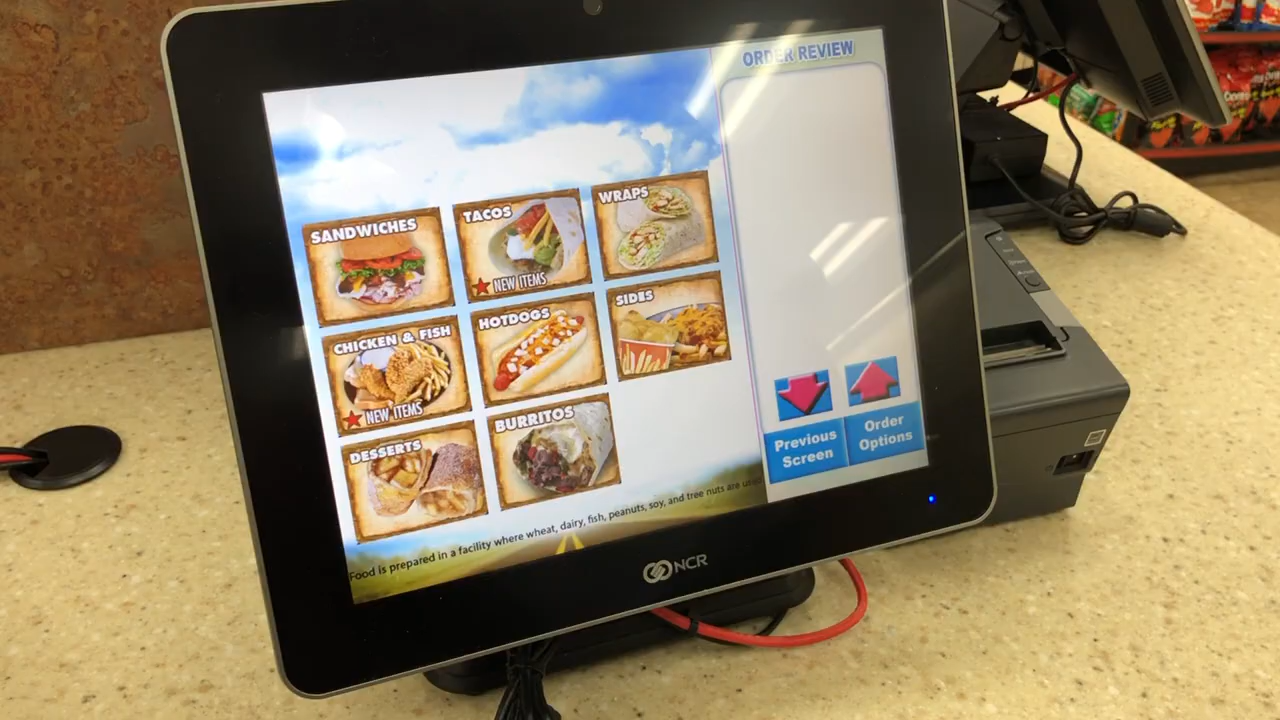 ORDER REVIEW
SANDWICHES
TACOS
NEW ITEMS
WRAPS
CHICKEN & FISH
NEW ITEMS
HOTDOGS
SIDES
DESSERTS
BURRITOS
Previous
Screen
Order
Options
Food is prepared in a facility where wheat, dairy, fish, peanuts, soy, and tree nuts are
NCR